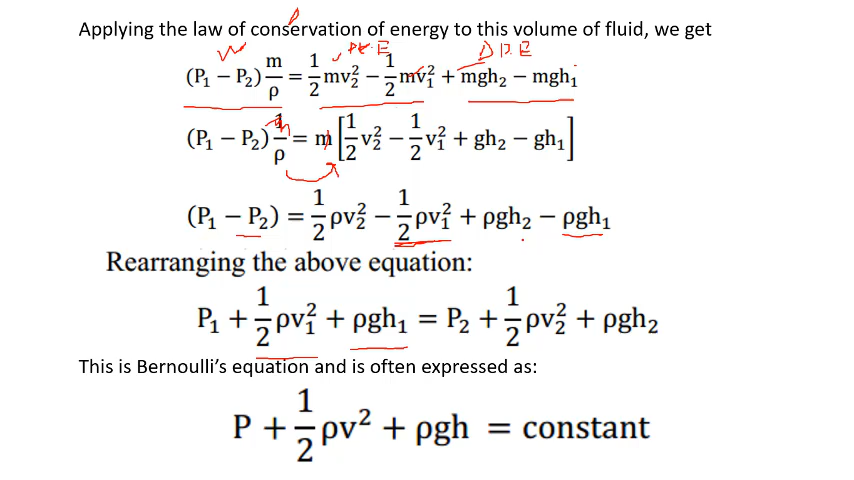 Applying the law of conservation of energy to this volume of fluid, we get
W K.E Δ P.E
(P₁ − P₂) m/ρ = 1/2 mv₂² − 1/2 mv₁² + mgh₂ − mgh₁
(P₁ − P₂) 1/ρ = m [1/2 v₂² − 1/2 v₁² + gh₂ − gh₁]
(P₁ − P₂) = 1/2 ρv₂² − 1/2 ρv₁² + ρgh₂ − ρgh₁
Rearranging the above equation:
P₁ + 1/2 ρv₁² + ρgh₁ = P₂ + 1/2 ρv₂² + ρgh₂
This is Bernoulli’s equation and is often expressed as:
P + 1/2 ρv² + ρgh = constant